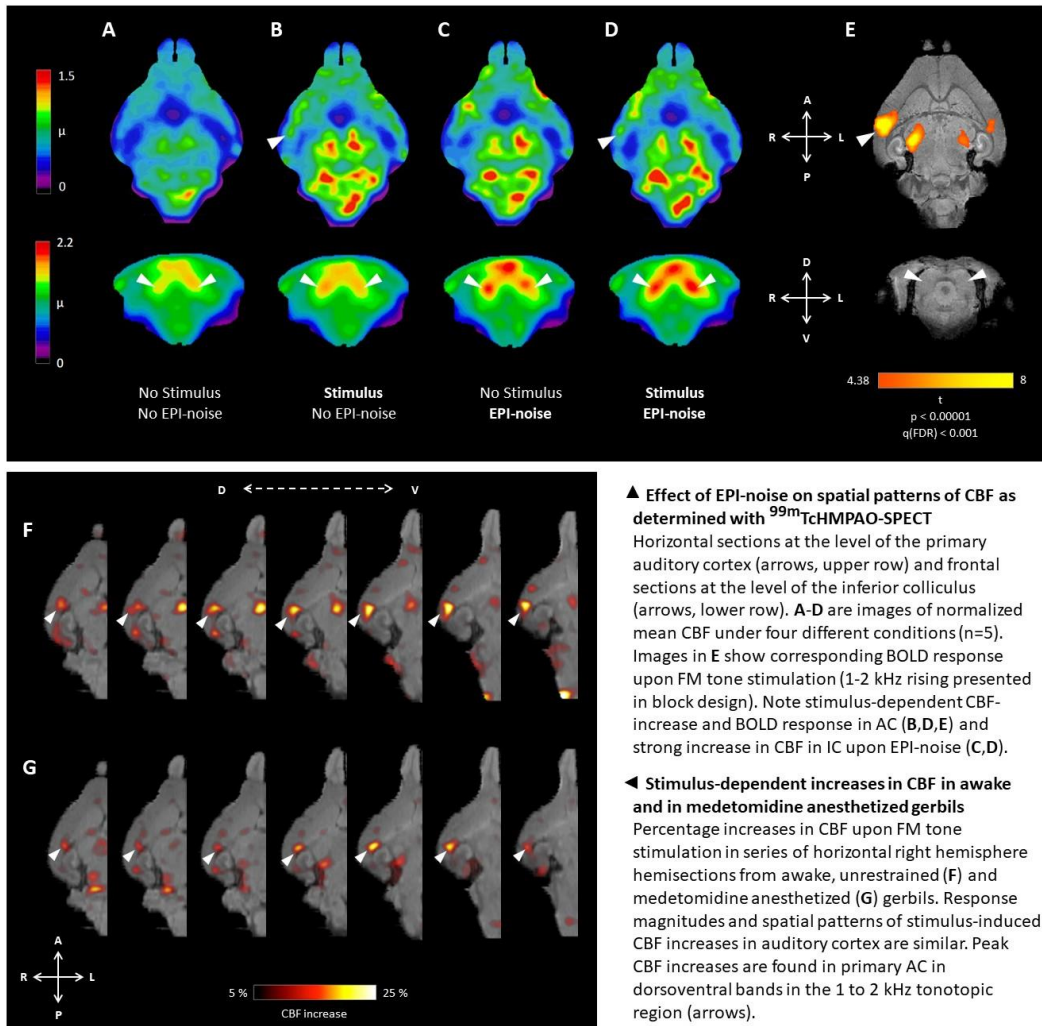 A B C D E
1.5
μ
0
A
R L
P
2.2
μ
0
D
R L
V
No Stimulus
No EPI-noise
Stimulus
No EPI-noise
No Stimulus
EPI-noise
Stimulus
EPI-noise
4.38 8
t
p < 0.00001
q(FDR) < 0.001
D V
F
G
A
R L
P
5 % 25 %
CBF increase
▲ Effect of EPI-noise on spatial patterns of CBF as
determined with 99mTcHMPAO-SPECT
Horizontal sections at the level of the primary
auditory cortex (arrows, upper row) and frontal
sections at the level of the inferior colliculus
(arrows, lower row). A-D are images of normalized
mean CBF under four different conditions (n=5).
Images in E show corresponding BOLD response
upon FM tone stimulation (1-2 kHz rising presented
in block design). Note stimulus-dependent CBF-
increase and BOLD response in AC (B,D,E) and
strong increase in CBF in IC upon EPI-noise (C,D).
◄ Stimulus-dependent increases in CBF in awake
and in medetomidine anesthetized gerbils
Percentage increases in CBF upon FM tone
stimulation in series of horizontal right hemisphere
hemisections from awake, unrestrained (F) and
medetomidine anesthetized (G) gerbils. Response
magnitudes and spatial patterns of stimulus-induced
CBF increases in auditory cortex are similar. Peak
CBF increases are found in primary AC in
dorsoventral bands in the 1 to 2 kHz tonotopic
region (arrows).